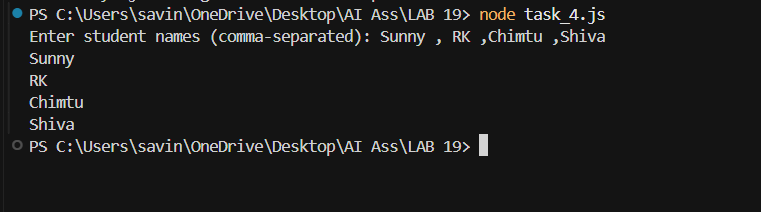 PS C:\Users\savin\OneDrive\Desktop\AI Ass\LAB 19> node task_4.js
Enter student names (comma-separated): Sunny , RK ,Chimtu ,Shiva
Sunny
RK
Chimtu
Shiva
PS C:\Users\savin\OneDrive\Desktop\AI Ass\LAB 19>